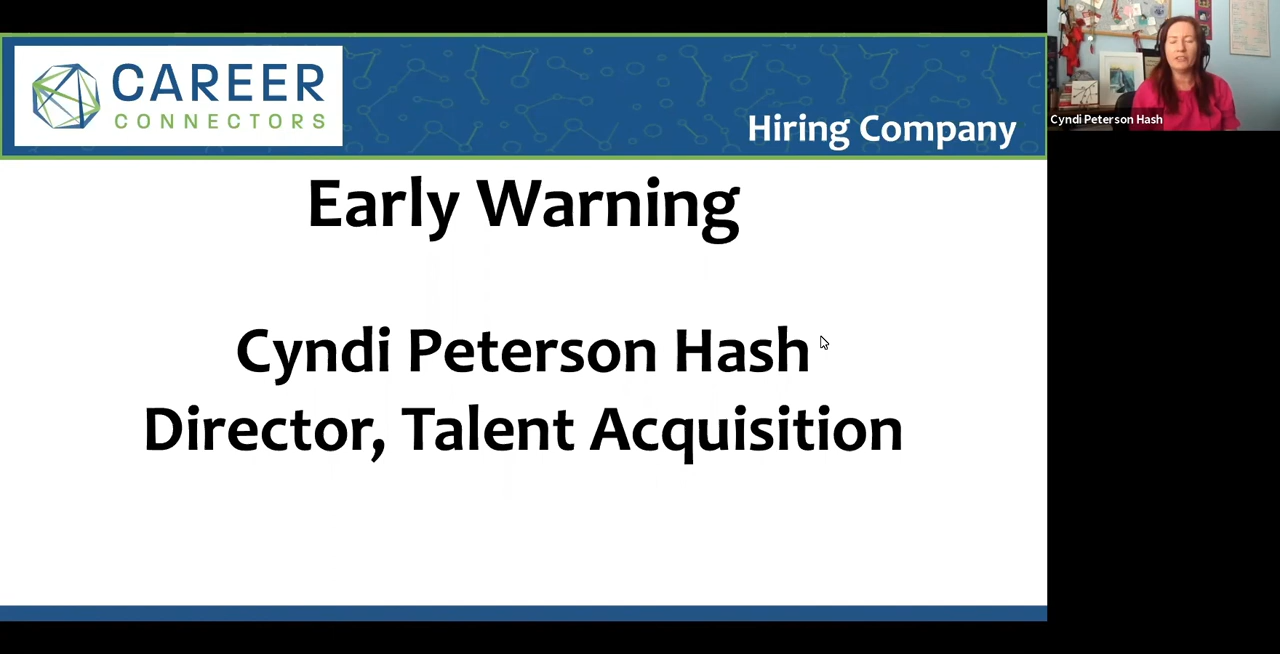 CAREER
CONNECTORS
Hiring Company
Cyndi Peterson Hash
Early Warning
Cyndi Peterson Hash
Director, Talent Acquisition